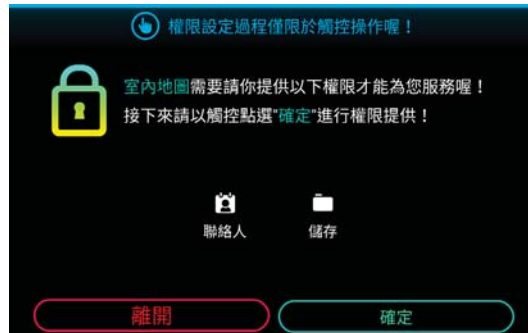 權限設定過程僅限於觸控操作喔！
室內地圖需要請你提供以下權限才能為您服務喔！
接下來請以觸控點選"確定"進行權限提供！
聯絡人 儲存
離開 確定